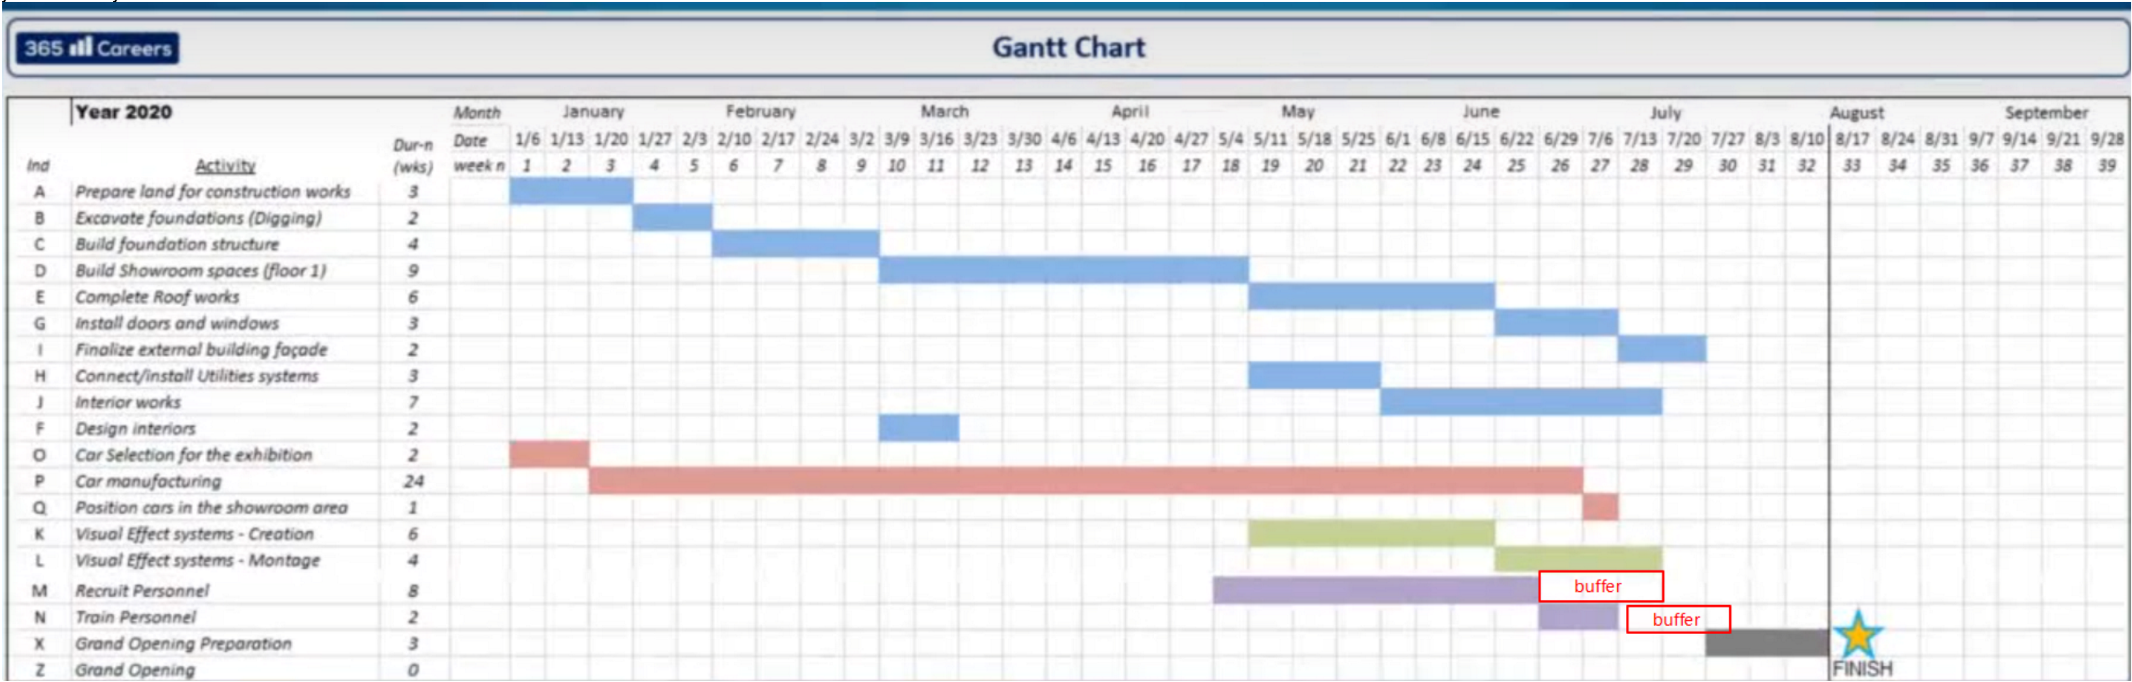 365 Careers
Gantt Chart
Year 2020 Month January February March April May June July August September
Dur-n Date 1/6 1/13 1/20 1/27 2/3 2/10 2/17 2/24 3/2 3/9 3/16 3/23 3/30 4/6 4/13 4/20 4/27 5/4 5/11 5/18 5/25 6/1 6/8 6/15 6/22 6/29 7/6 7/13 7/20 7/27 8/3 8/10 8/17 8/24 8/31 9/7 9/14 9/21 9/28
Ind Activity (wks) week n 1 2 3 4 5 6 7 8 9 10 11 12 13 14 15 16 17 18 19 20 21 22 23 24 25 26 27 28 29 30 31 32 33 34 35 36 37 38 39
A Prepare land for construction works 3
B Excavate foundations (Digging) 2
C Build foundation structure 4
D Build Showroom spaces (floor 1) 9
E Complete Roof works 6
G Install doors and windows 3
I Finalize external building façade 2
H Connect/install Utilities systems 3
J Interior works 7
F Design interiors 2
O Car Selection for the exhibition 2
P Car manufacturing 24
Q Position cars in the showroom area 1
K Visual Effect systems - Creation 6
L Visual Effect systems - Montage 4
M Recruit Personnel 8 buffer
N Train Personnel 2 buffer
X Grand Opening Preparation 3
Z Grand Opening 0 FINISH